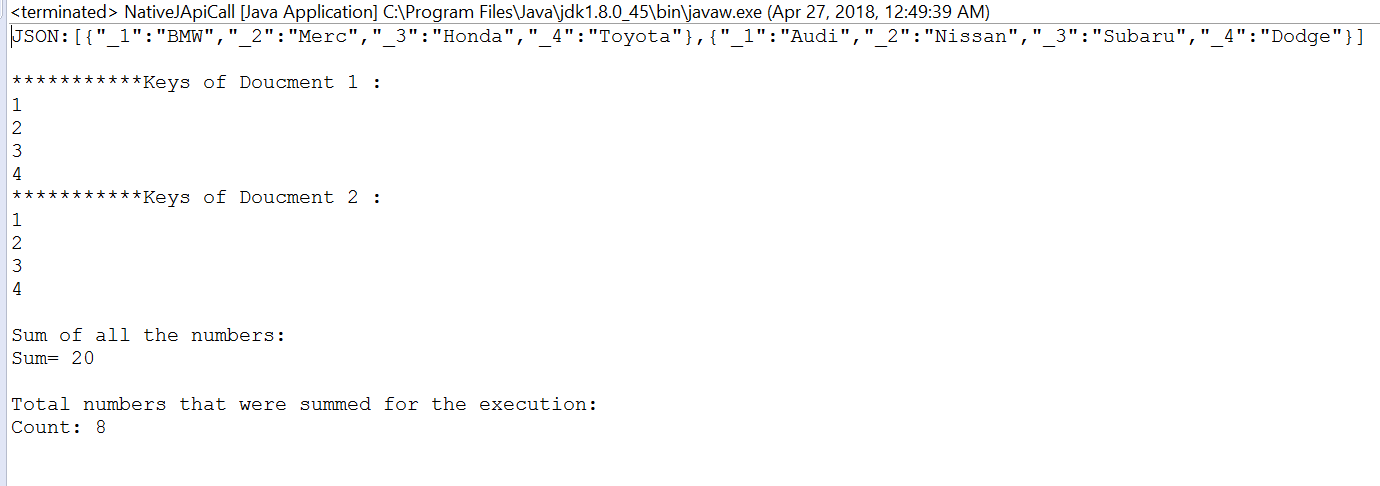 <terminated> NativeJApiCall [Java Application] C:\Program Files\Java\jdk1.8.0_45\bin\javaw.exe (Apr 27, 2018, 12:49:39 AM)
JSON:[{"_1":"BMW","_2":"Merc","_3":"Honda","_4":"Toyota"},{"_1":"Audi","_2":"Nissan","_3":"Subaru","_4":"Dodge"}]
***********Keys of Doucment 1 :
1
2
3
4
***********Keys of Doucment 2 :
1
2
3
4
Sum of all the numbers:
Sum= 20
Total numbers that were summed for the execution:
Count: 8